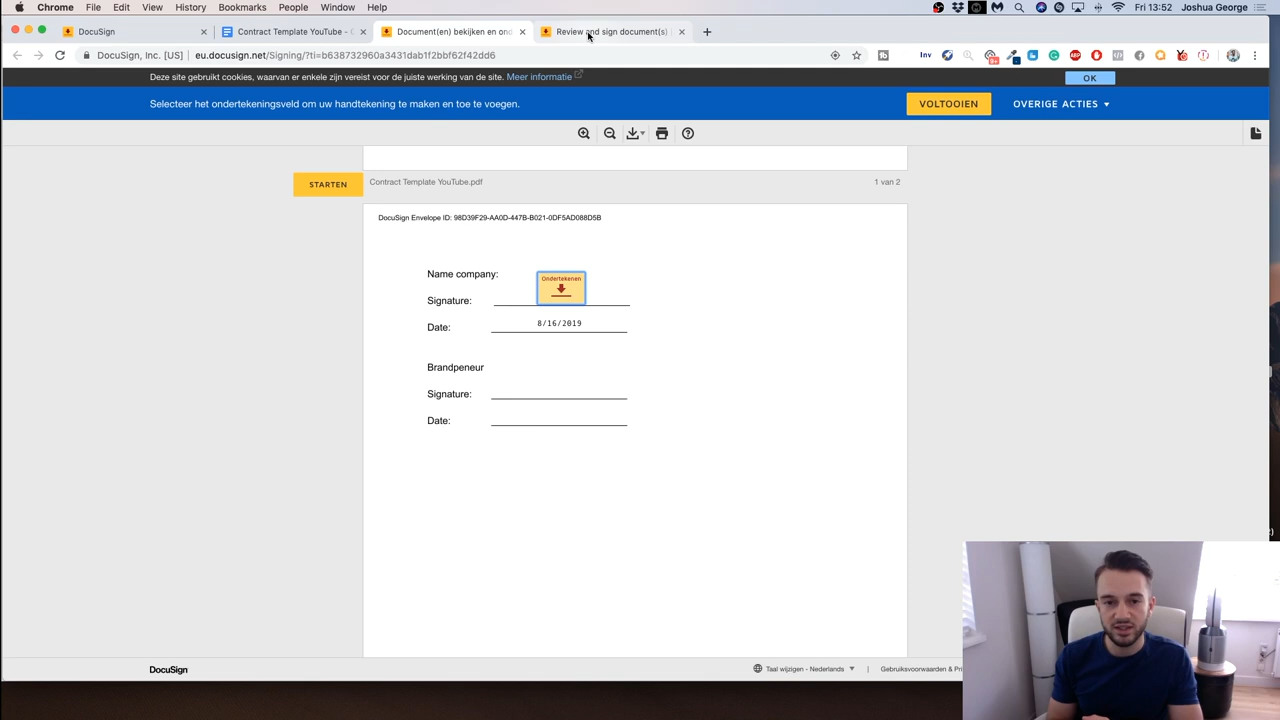 Chrome File Edit View History Bookmarks People Window Help Fri 13:52 Joshua George
DocuSign Contract Template YouTube - Document(en) bekijken en ond Review and sign document(s)
DocuSign, Inc. [US] eu.docusign.net/Signing/?ti=b638732960a3431dab1f2bbf62f42dd6
Deze site gebruikt cookies, waarvan er enkele zijn vereist voor de juiste werking van de site. Meer informatie OK
Selecteer het ondertekeningsveld om uw handtekening te maken en toe te voegen. VOLTOOIEN OVERIGE ACTIES
STARTEN Contract Template YouTube.pdf 1 van 2
DocuSign Envelope ID: 98D39F29-AA0D-447B-B021-0DF5AD088D5B
Name company:
Ondertekenen
Signature:
Date: 8/16/2019
Brandpeneur
Signature:
Date:
DocuSign Taal wijzigen - Nederlands | Gebruiksvoorwaarden & Pri